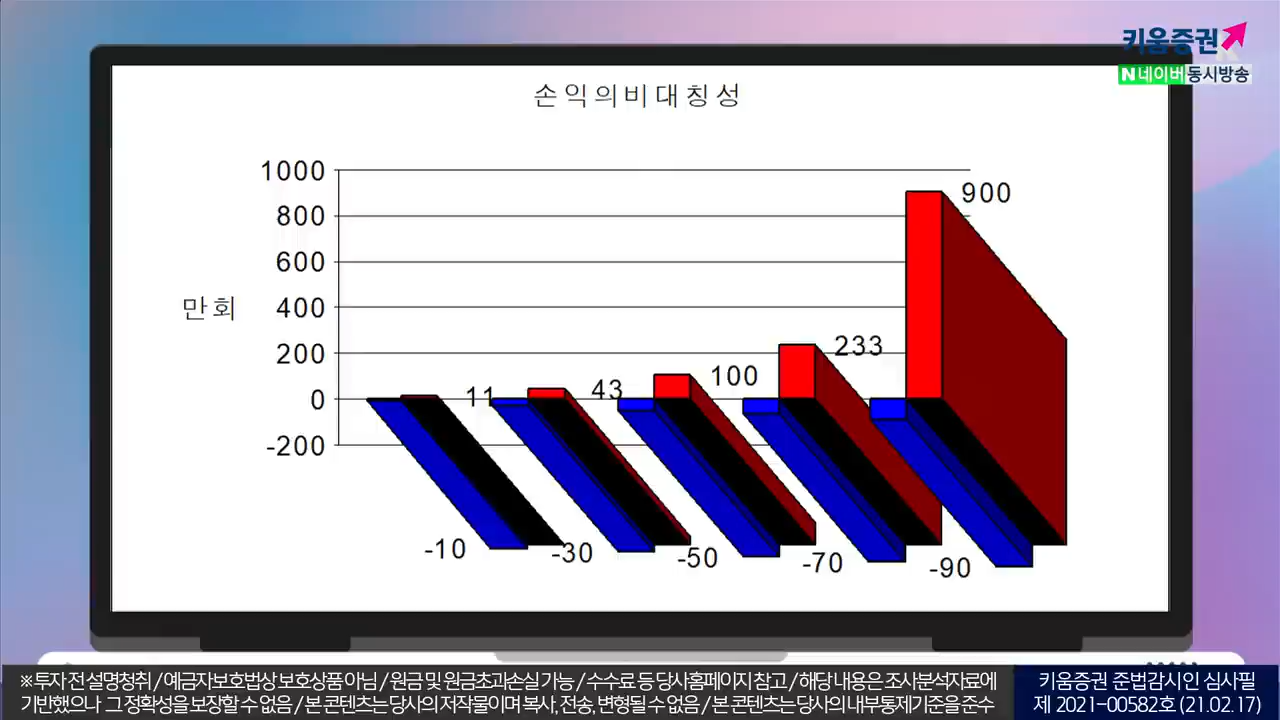 키움증권
N 네이버 동시방송
손익의비대칭성
1000
800
600
만회 400
200
0
-200
11
43
100
233
900
-10
-30
-50
-70
-90
※ 투자 전 설명청취 / 예금자보호법상 보호상품 아님 / 원금 및 원금초과손실 가능 / 수수료 등 당사홈페이지 참고 / 해당 내용은 조사분석자료에
기반했으나 그 정확성을 보장할 수 없음 / 본 콘텐츠는 당사의 저작물이며 복사, 전송, 변형될 수 없음 / 본 콘텐츠는 당사의 내부통제기준을 준수
키움증권 준법감시인 심사필
제 2021-00582호 (21.02.17)